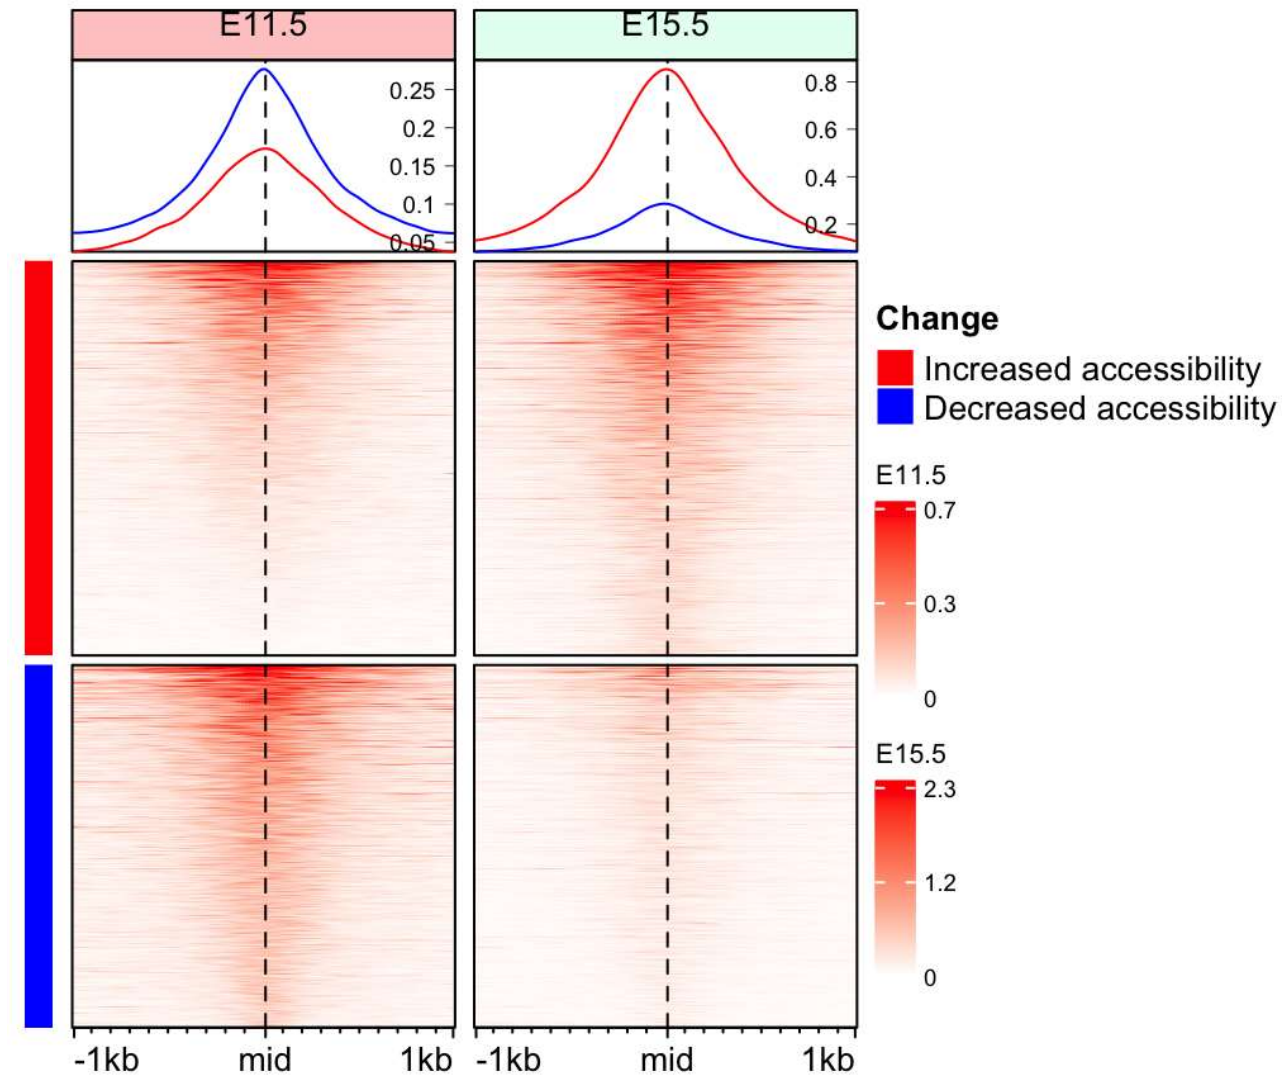 E11.5
E15.5
0.25
0.2
0.15
0.1
0.05
0.8
0.6
0.4
0.2
Change
Increased accessibility
Decreased accessibility
E11.5
0.7
0.3
0
E15.5
2.3
1.2
0
-1kb mid 1kb
-1kb mid 1kb